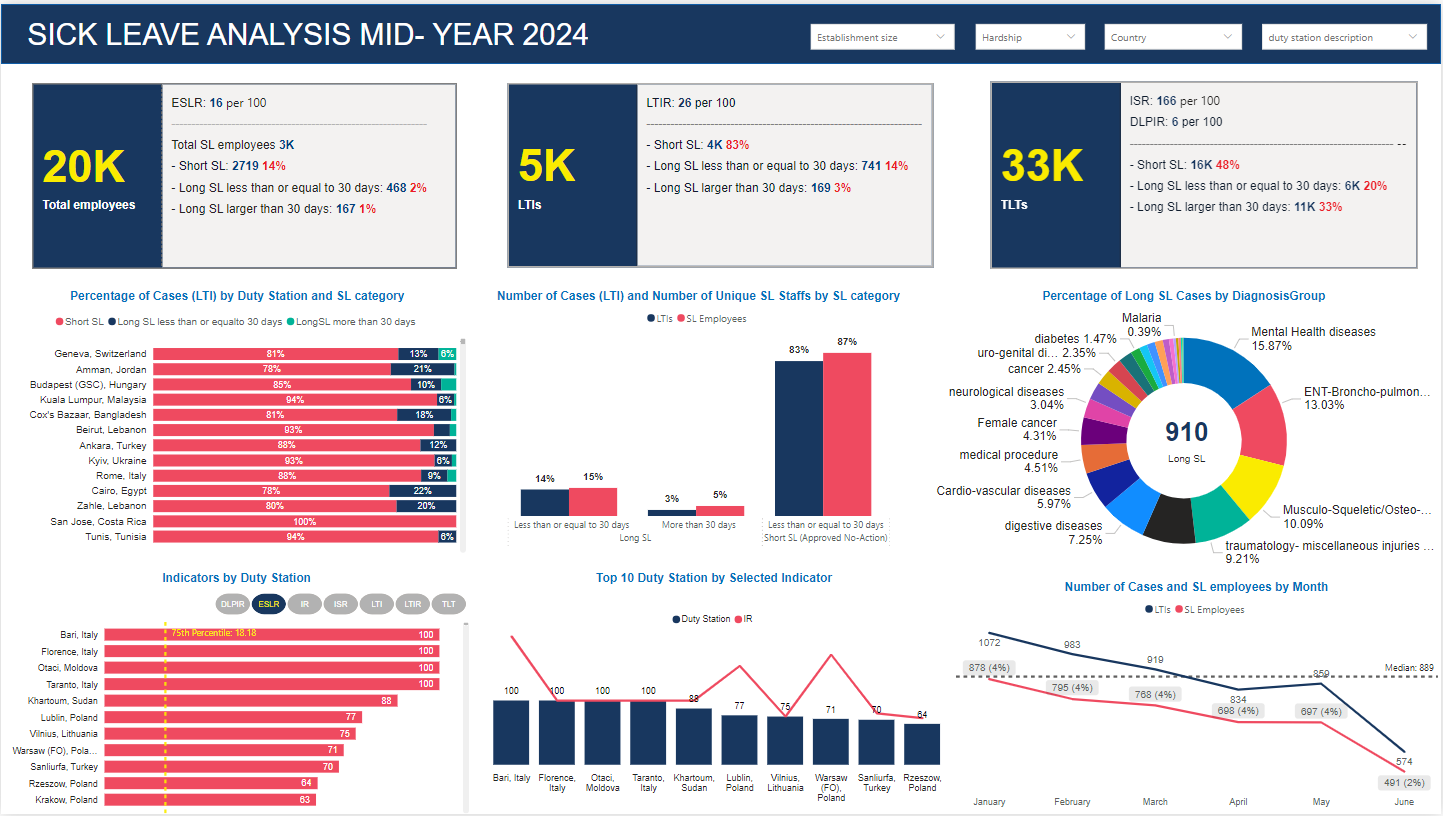 SICK LEAVE ANALYSIS MID- YEAR 2024
Establishment size
Hardship
Country
duty station description
20K
Total employees
ESLR: 16 per 100
Total SL employees 3K
- Short SL: 2719 14%
- Long SL less than or equal to 30 days: 468 2%
- Long SL larger than 30 days: 167 1%
5K
LTIs
LTIR: 26 per 100
- Short SL: 4K 83%
- Long SL less than or equal to 30 days: 741 14%
- Long SL larger than 30 days: 169 3%
33K
TLTs
ISR: 166 per 100
DLPIR: 6 per 100
- Short SL: 16K 48%
- Long SL less than or equal to 30 days: 6K 20%
- Long SL larger than 30 days: 11K 33%
Percentage of Cases (LTI) by Duty Station and SL category
Short SL Long SL less than or equalto 30 days LongSL more than 30 days
Geneva, Switzerland 81% 13% 6%
Amman, Jordan 78% 21%
Budapest (GSC), Hungary 85% 10%
Kuala Lumpur, Malaysia 94% 6%
Cox's Bazaar, Bangladesh 81% 18%
Beirut, Lebanon 93%
Ankara, Turkey 88% 12%
Kyiv, Ukraine 93% 6%
Rome, Italy 88% 9%
Cairo, Egypt 78% 22%
Zahle, Lebanon 80% 20%
San Jose, Costa Rica 100%
Tunis, Tunisia 94% 6%
Number of Cases (LTI) and Number of Unique SL Staffs by SL category
LTIs SL Employees
14% 15%
3% 5%
83% 87%
Less than or equal to 30 days More than 30 days Less than or equal to 30 days
Long SL Short SL (Approved No-Action)
Percentage of Long SL Cases by DiagnosisGroup
Malaria
0.39%
diabetes 1.47%
uro-genital di... 2.35%
cancer 2.45%
neurological diseases
3.04%
Female cancer
4.31%
medical procedure
4.51%
Cardio-vascular diseases
5.97%
digestive diseases
7.25%
Mental Health diseases
15.87%
ENT-Broncho-pulmon...
13.03%
Musculo-Squeletic/Osteo-...
10.09%
traumatology- miscellaneous injuries ...
9.21%
910
Long SL
Indicators by Duty Station
DLPIR ESLR IR ISR LTI LTIR TLT
75th Percentile: 18.18
Bari, Italy 100
Florence, Italy 100
Otaci, Moldova 100
Taranto, Italy 100
Khartoum, Sudan 88
Lublin, Poland 77
Vilnius, Lithuania 75
Warsaw (FO), Pola... 71
Sanliurfa, Turkey 70
Rzeszow, Poland 64
Krakow, Poland 63
Top 10 Duty Station by Selected Indicator
Duty Station IR
100 100 100 100 88 77 75 71 70 64
Bari, Italy Florence, Otaci, Taranto, Khartoum, Lublin, Vilnius, Warsaw Sanliurfa, Rzeszow,
Italy Moldova Italy Sudan Poland Lithuania (FO), Turkey Poland
Poland
Number of Cases and SL employees by Month
LTIs SL Employees
1072 983 919 834 859 574
Median: 889
878 (4%) 795 (4%) 768 (4%) 698 (4%) 697 (4%) 491 (2%)
January February March April May June